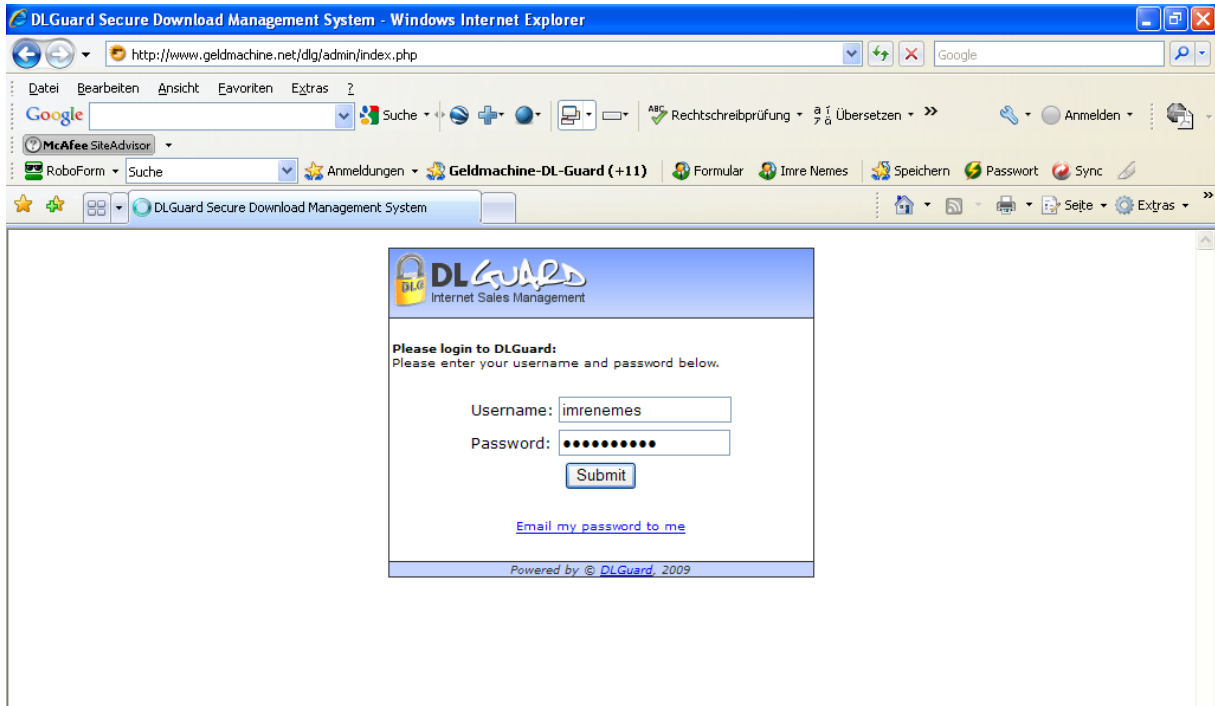 DLGuard Secure Download Management System - Windows Internet Explorer
http://www.geldmachine.net/dlg/admin/index.php Google
Datei Bearbeiten Ansicht Favoriten Extras ?
Google Suche ABC Rechtschreibprüfung Übersetzen » Anmelden
McAfee SiteAdvisor
RoboForm Suche Anmeldungen Geldmachine-DL-Guard (+11) Formular Imre Nemes Speichern Passwort Sync
DLGuard Secure Download Management System Seite Extras »
DLG DLGUARD
Internet Sales Management
Please login to DLGuard:
Please enter your username and password below.
Username: imrenemes
Password: ●●●●●●●●●●
Submit
Email my password to me
Powered by © DLGuard, 2009